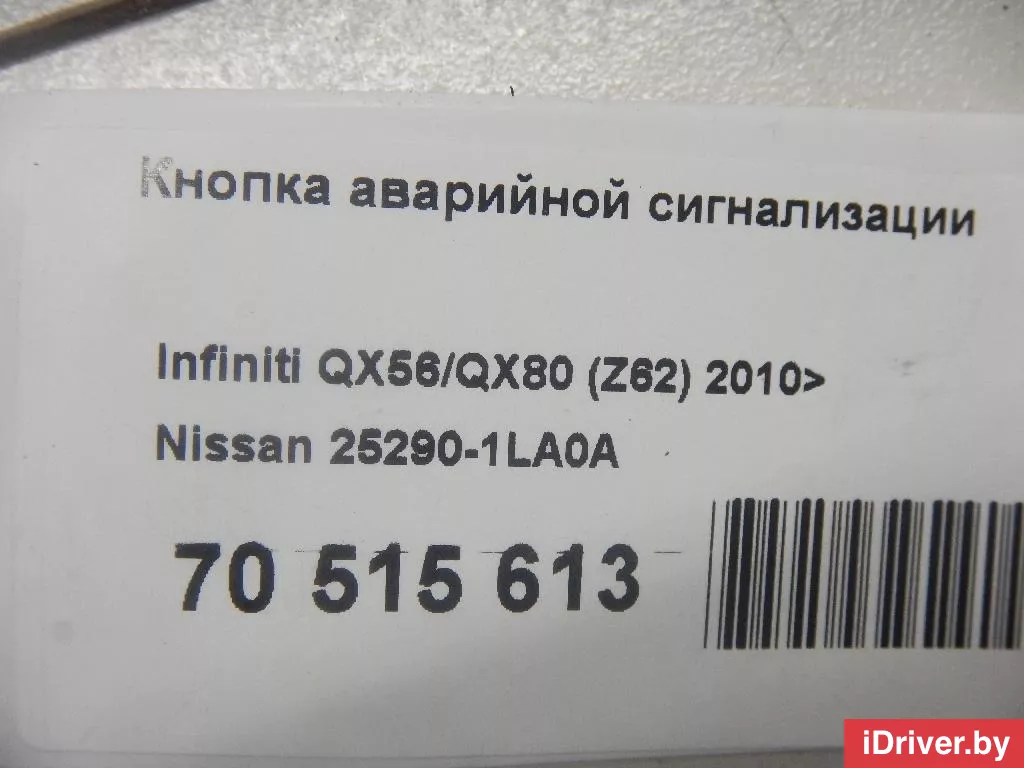 Кнопка аварийной сигнализации
Infiniti QX56/QX80 (Z62) 2010>
Nissan 25290-1LA0A
70 515 613
iDriver.by